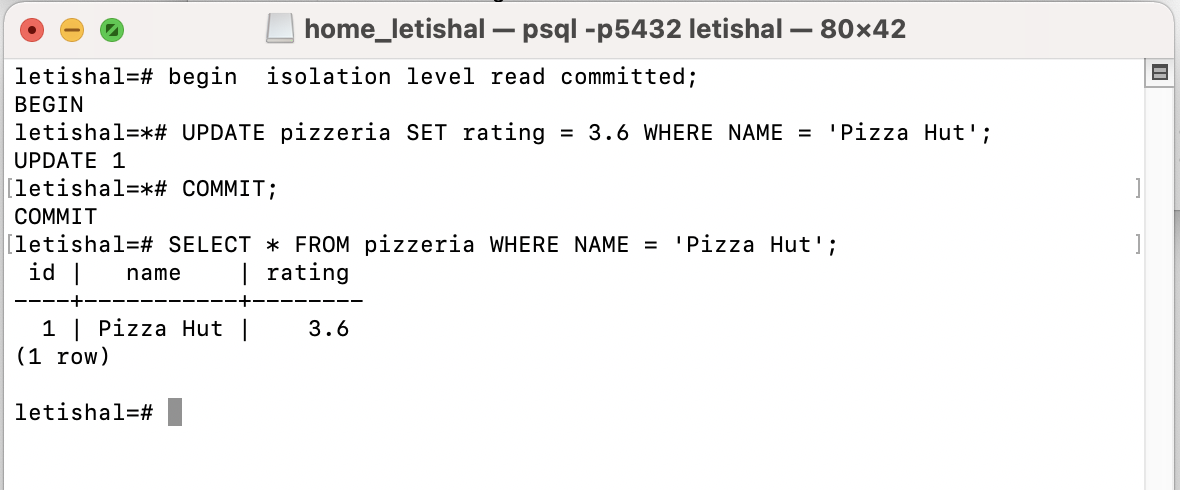 home_letishal — psql -p5432 letishal — 80×42
letishal=# begin  isolation level read committed;
BEGIN
letishal=*# UPDATE pizzeria SET rating = 3.6 WHERE NAME = 'Pizza Hut';
UPDATE 1
[letishal=*# COMMIT; ]
COMMIT
[letishal=# SELECT * FROM pizzeria WHERE NAME = 'Pizza Hut'; ]
 id |   name    | rating
----+-----------+--------
  1 | Pizza Hut |    3.6
(1 row)
letishal=#